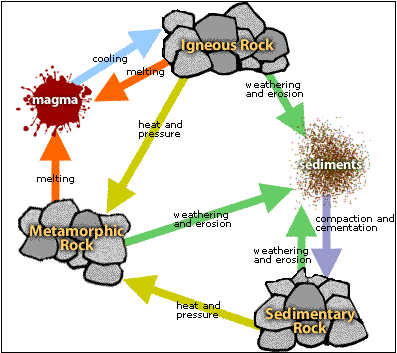 cooling
Igneous Rock
melting
magma
weathering
and erosion
heat and
pressure
sediments
melting
weathering
and erosion
compaction and
cementation
Metamorphic
Rock
weathering
and erosion
heat and
pressure
Sedimentary
Rock